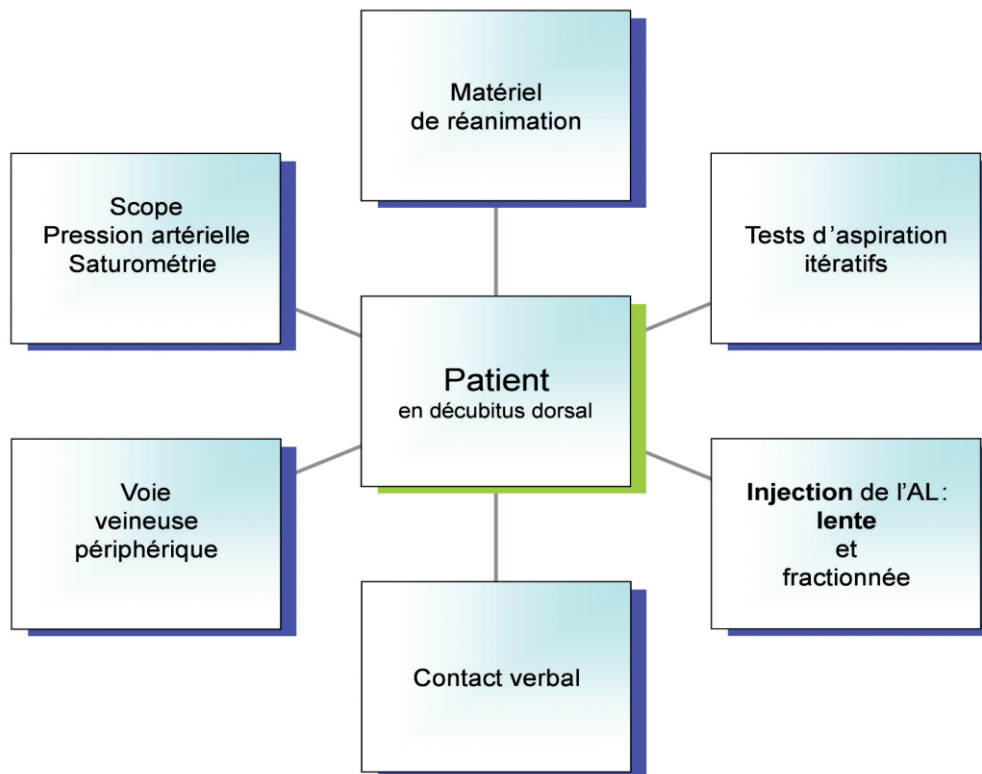 Matériel
de réanimation
Scope
Pression artérielle
Saturométrie
Tests d'aspiration
itératifs
Patient
en décubitus dorsal
Voie
veineuse
périphérique
Injection de l'AL :
lente
et
fractionnée
Contact verbal